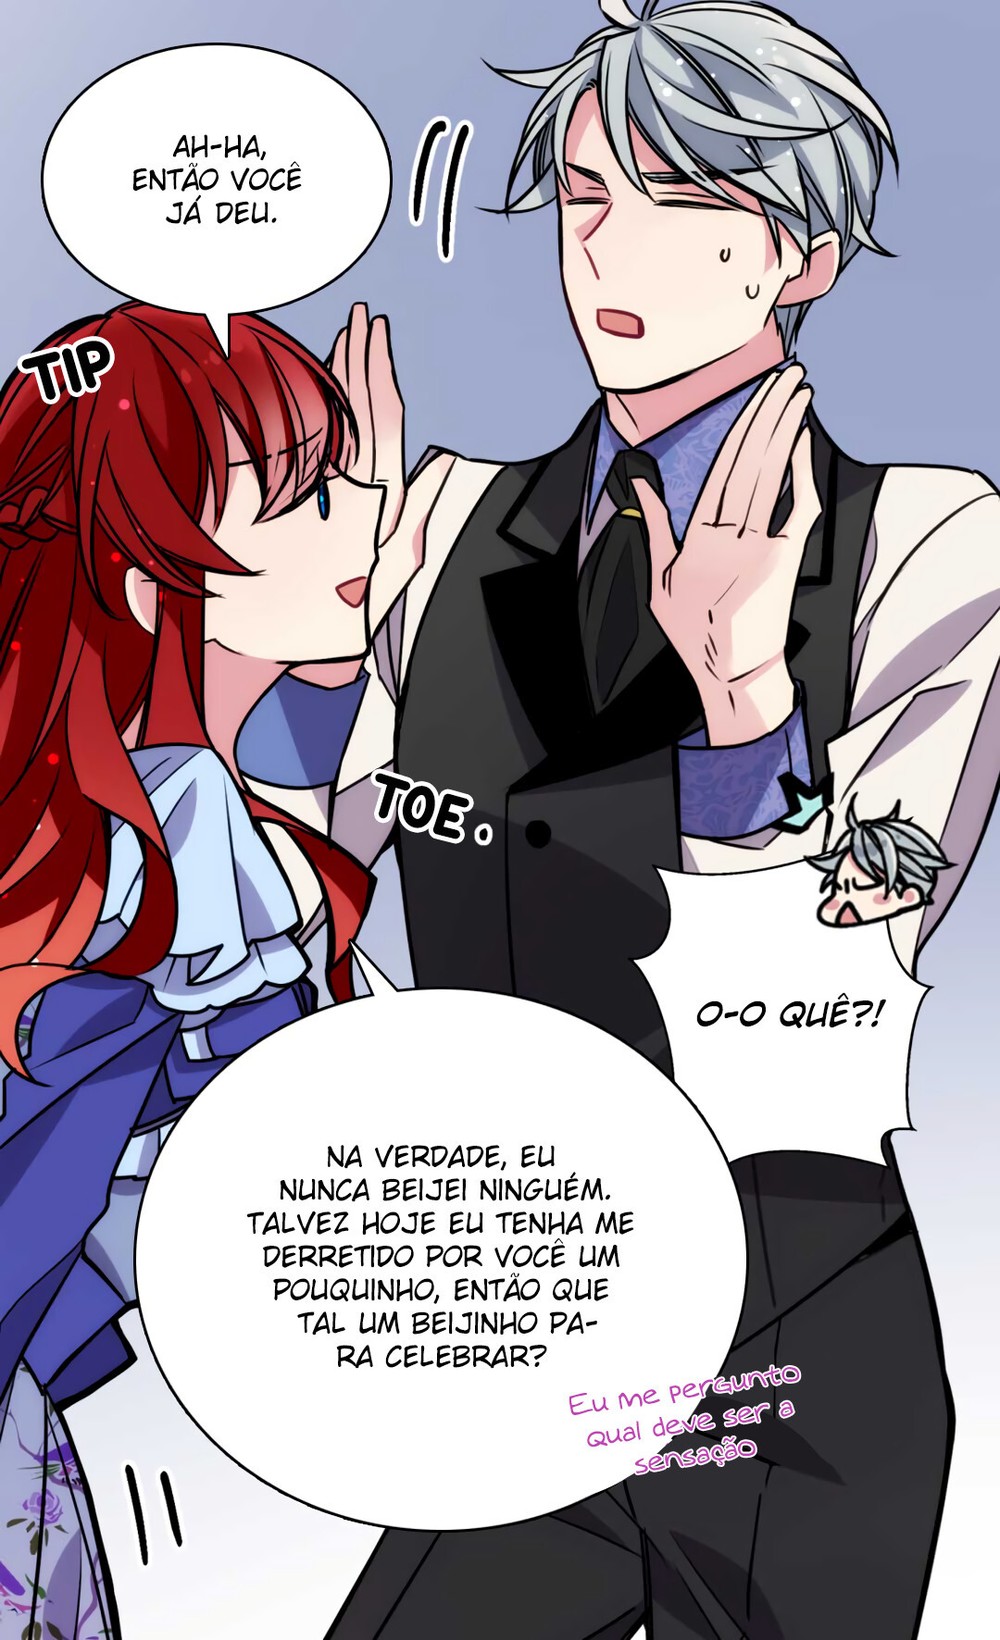 AH-HA,
ENTÃO VOCÊ
JÁ DEU.
TIP
TOE.
O-O QUÊ?!
NA VERDADE, EU
NUNCA BEIJEI NINGUÉM.
TALVEZ HOJE EU TENHA ME
DERRETIDO POR VOCÊ UM
POUQUINHO, ENTÃO QUE
TAL UM BEIJINHO PA-
RA CELEBRAR?
Eu me pergunto
qual deve ser a
sensação